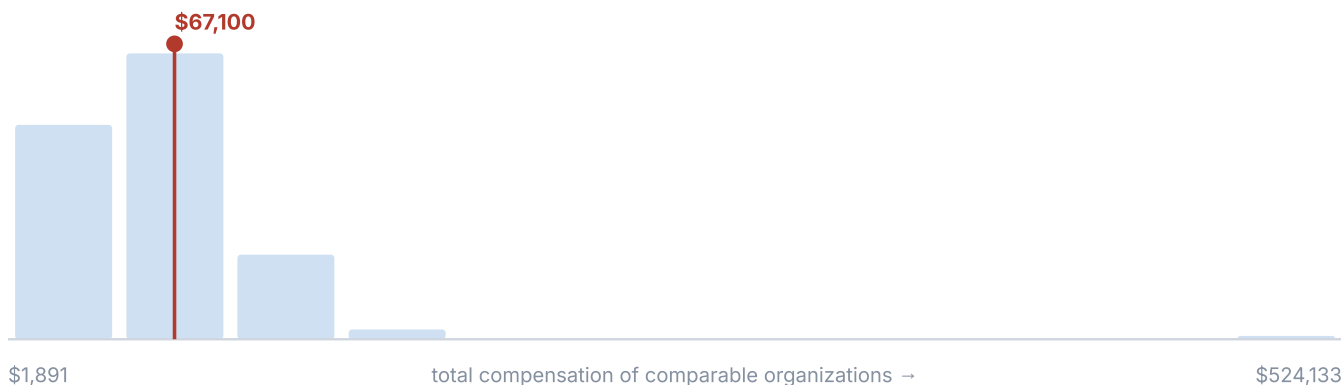 $67,100
$1,891 total compensation of comparable organizations → $524,133